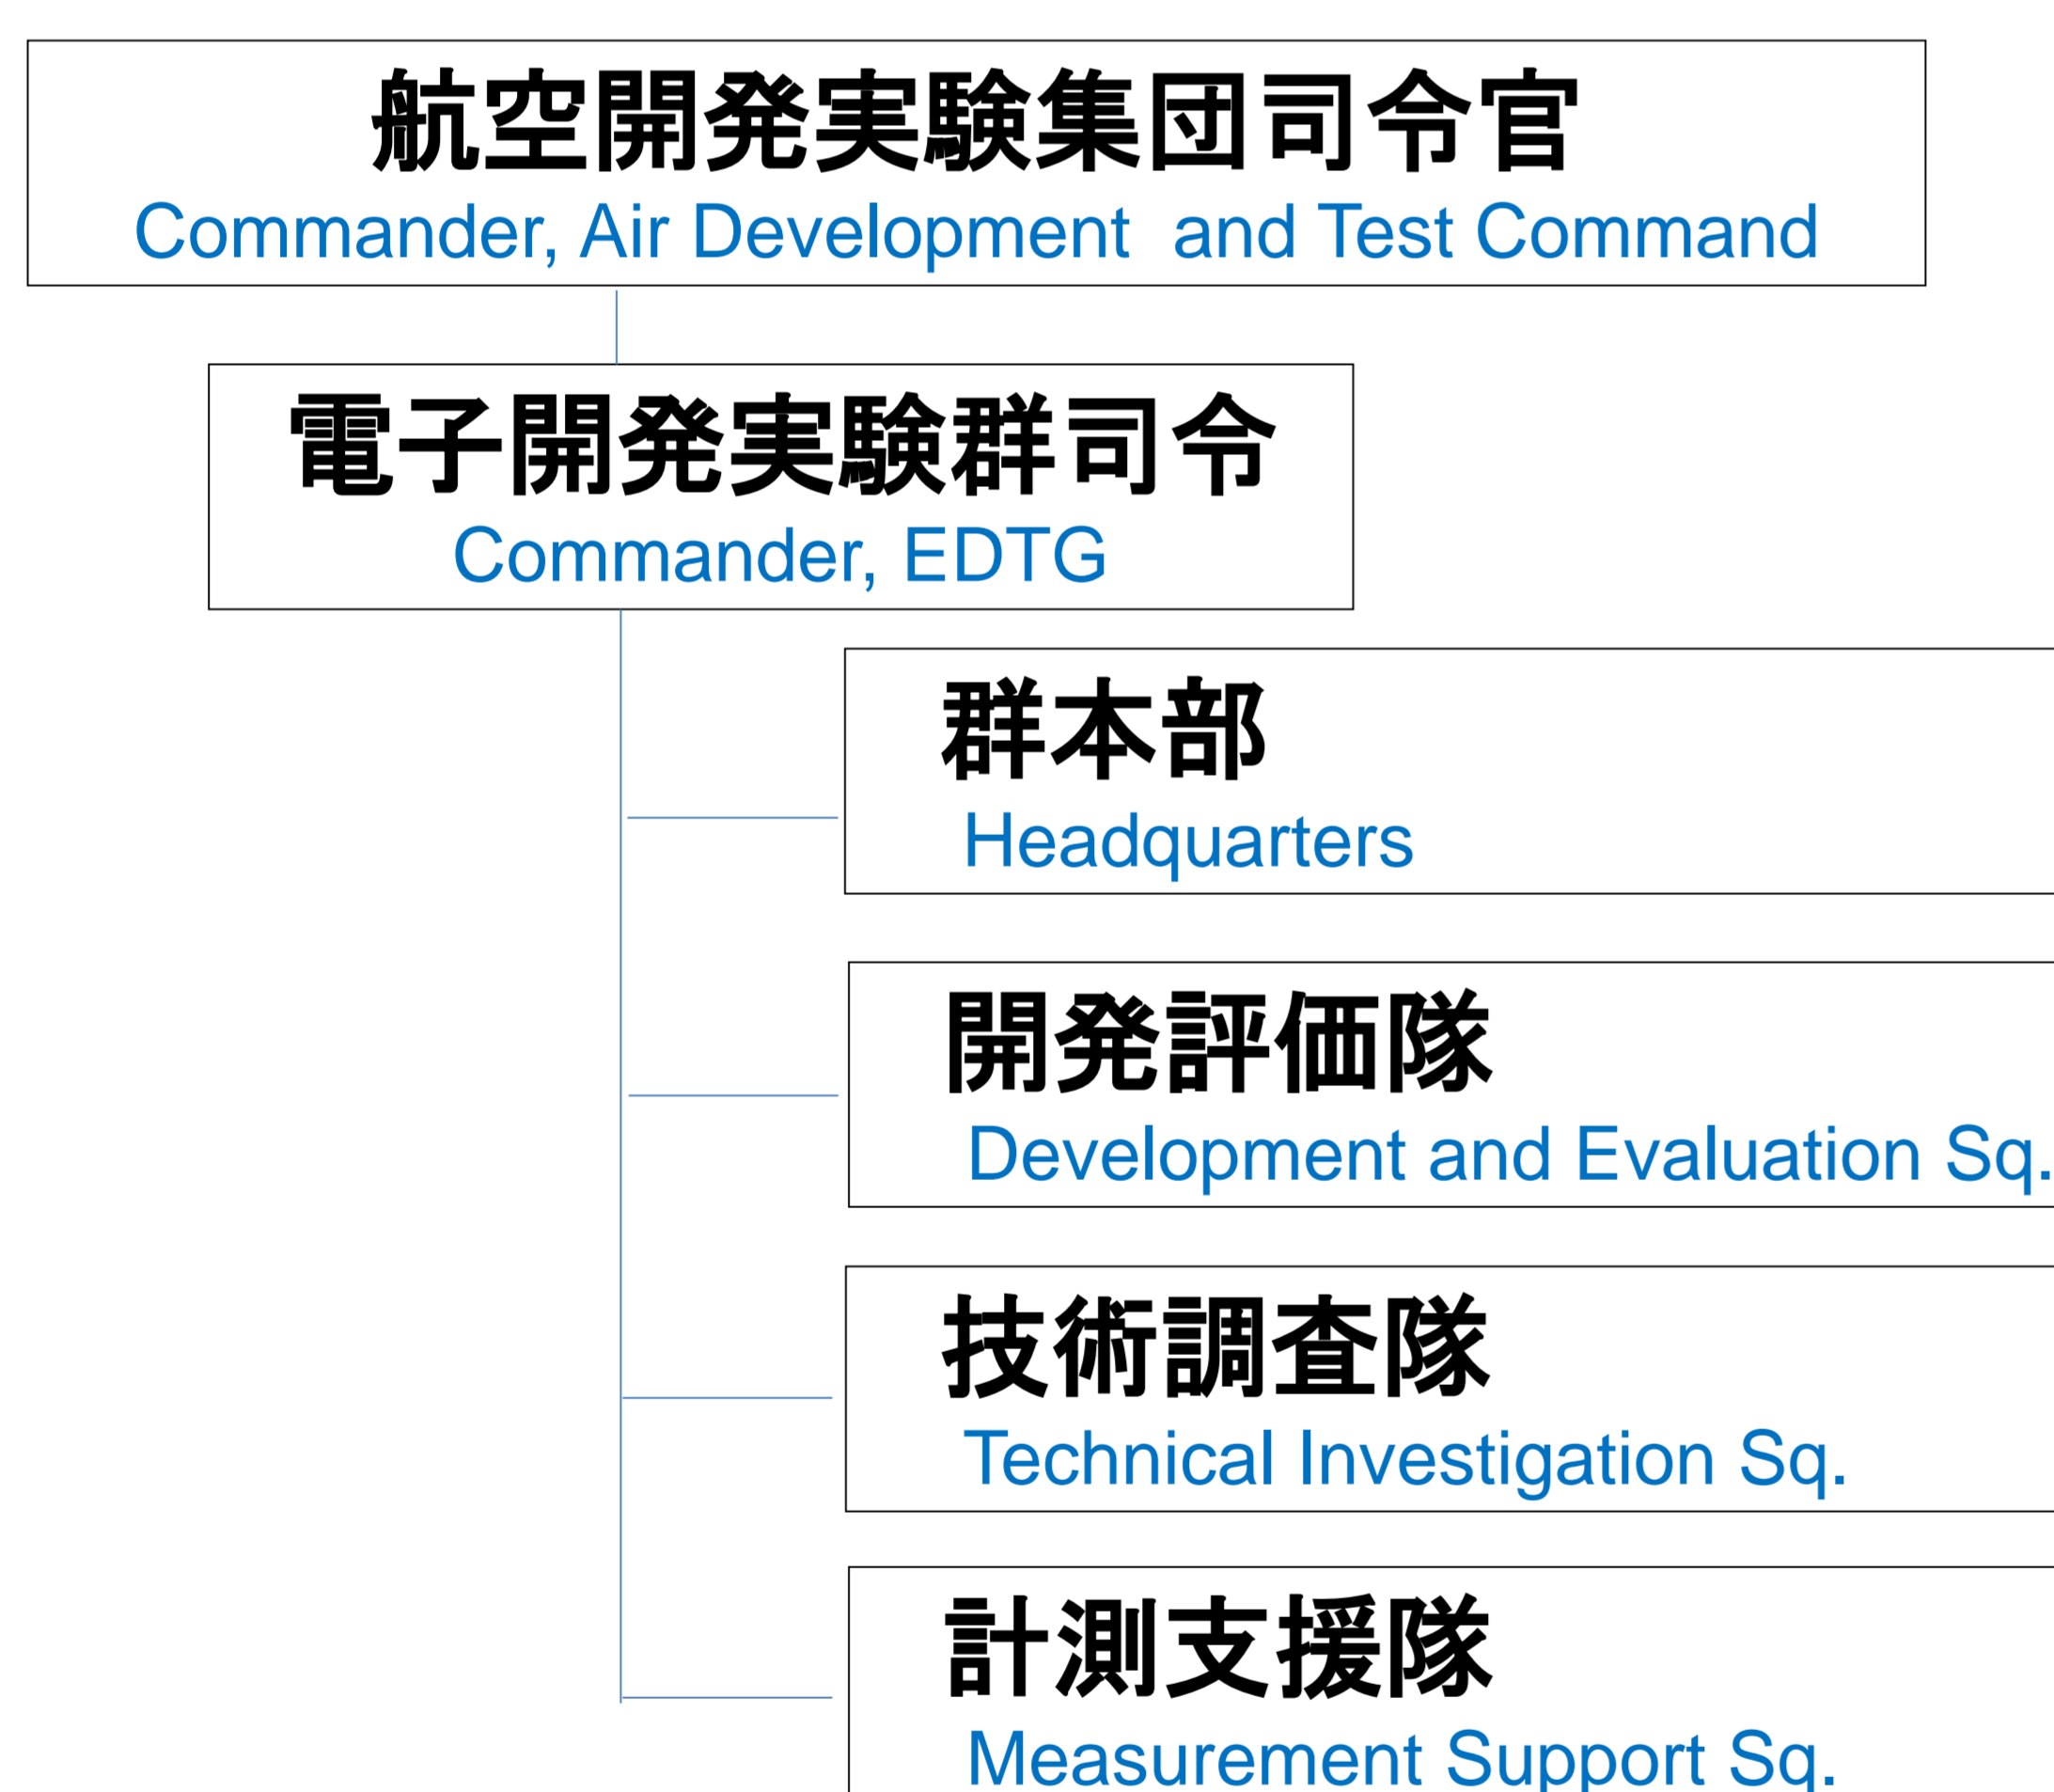 航空開発実験集団司令官
Commander, Air Development and Test Command
電子開発実験群司令
Commander, EDTG
群本部
Headquarters
開発評価隊
Development and Evaluation Sq.
技術調査隊
Technical Investigation Sq.
計測支援隊
Measurement Support Sq.